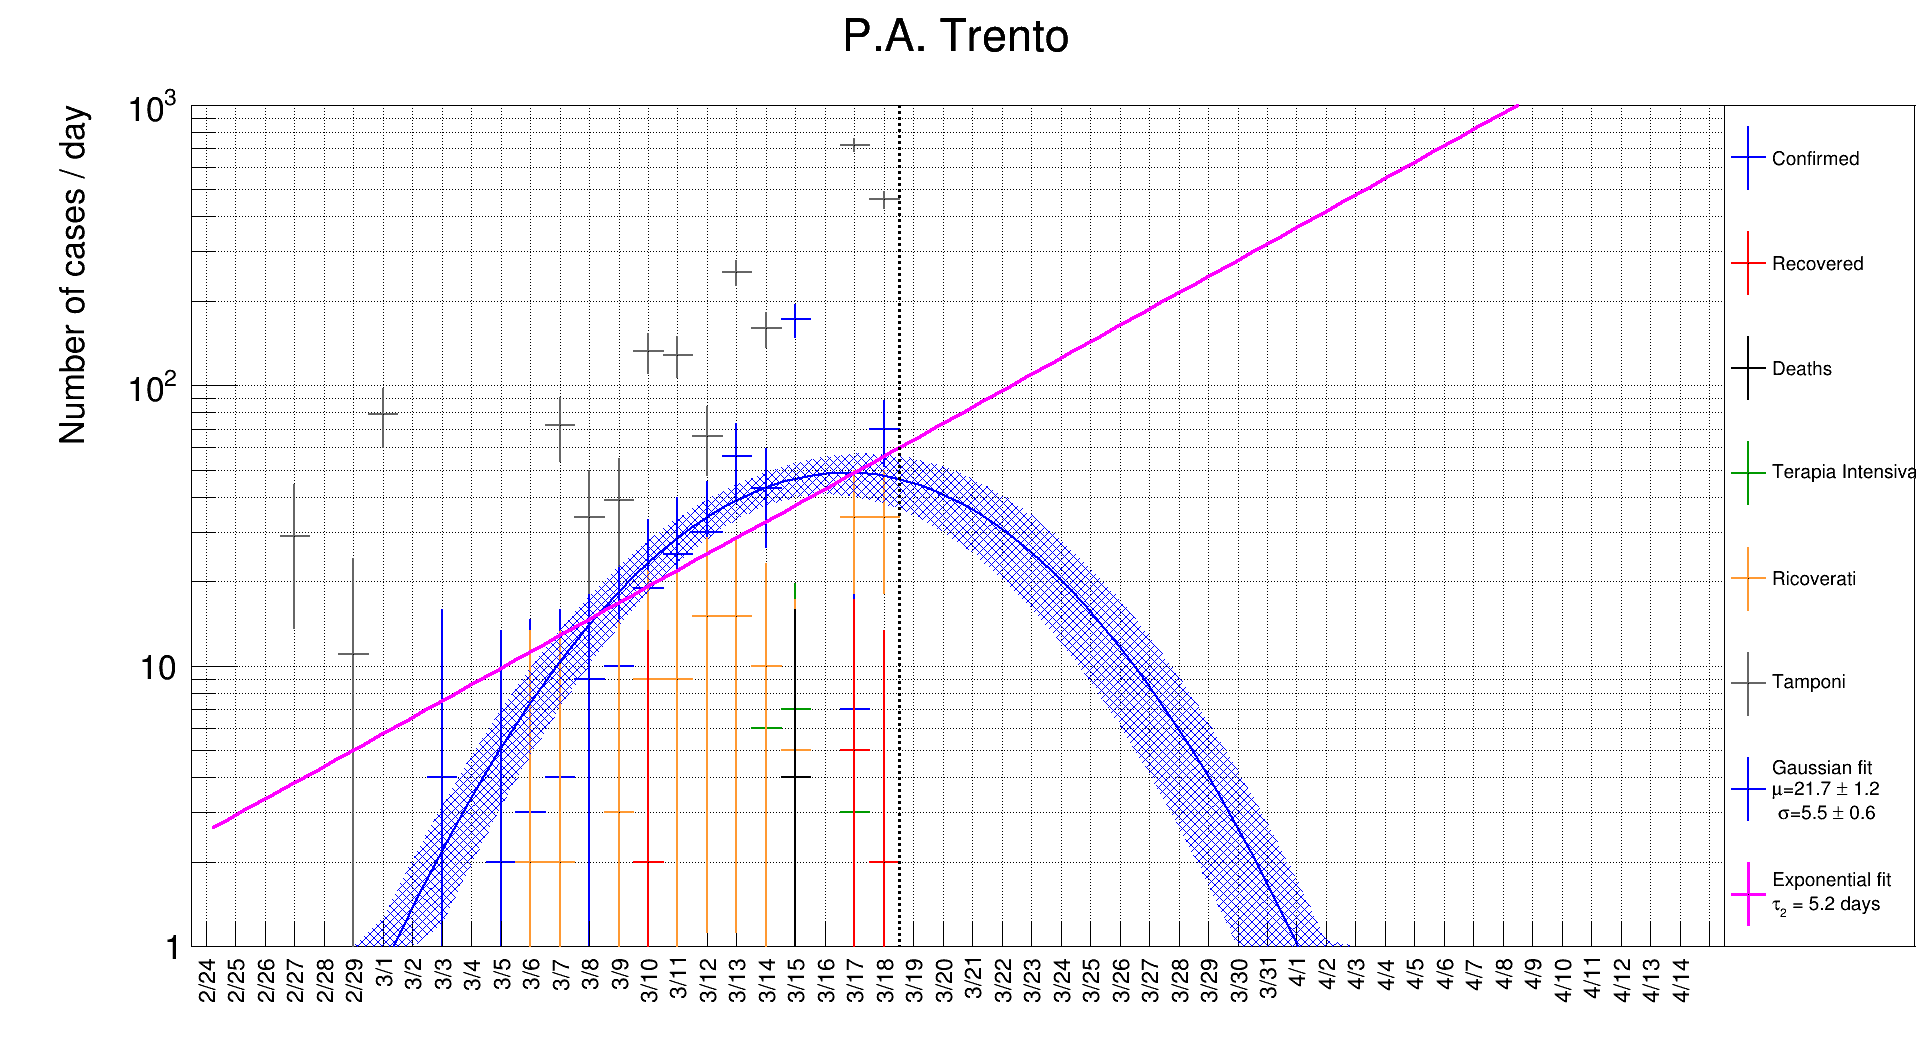 P.A. Trento
Number of cases / day
10³
10²
10
1
2/24 2/25 2/26 2/27 2/28 2/29 3/1 3/2 3/3 3/4 3/5 3/6 3/7 3/8 3/9 3/10 3/11 3/12 3/13 3/14 3/15 3/16 3/17 3/18 3/19 3/20 3/21 3/22 3/23 3/24 3/25 3/26 3/27 3/28 3/29 3/30 3/31 4/1 4/2 4/3 4/4 4/5 4/6 4/7 4/8 4/9 4/10 4/11 4/12 4/13 4/14
Confirmed
Recovered
Deaths
Terapia Intensiva
Ricoverati
Tamponi
Gaussian fit
μ=21.7 ± 1.2
σ=5.5 ± 0.6
Exponential fit
τ₂ = 5.2 days